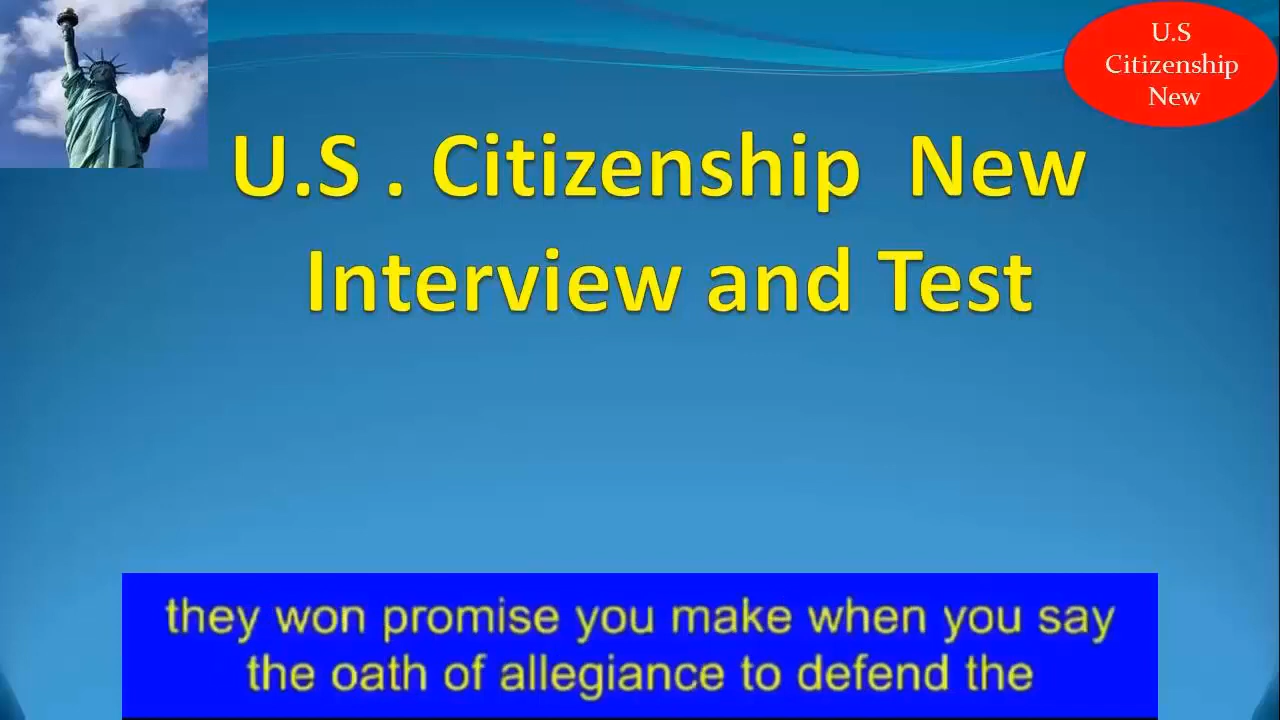 U.S
Citizenship
New
U.S . Citizenship New
Interview and Test
they won promise you make when you say
the oath of allegiance to defend the